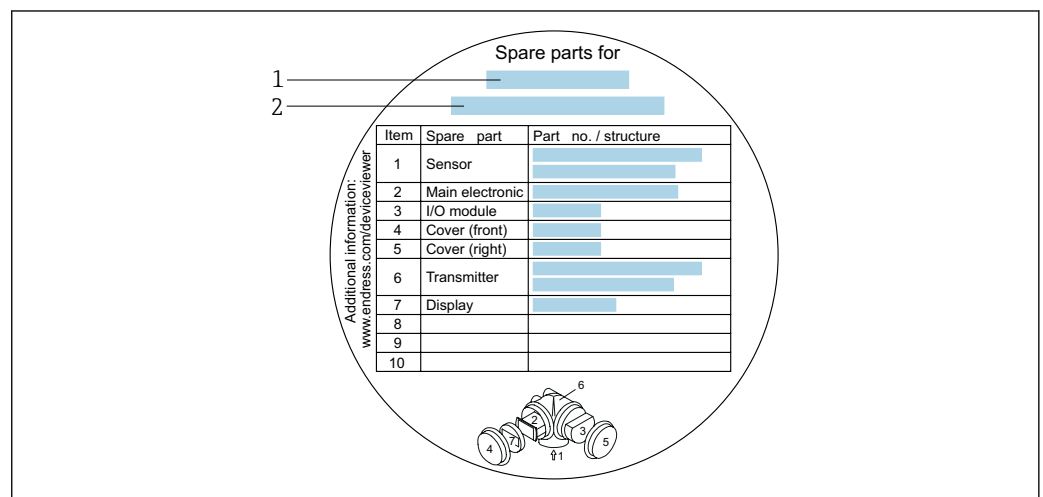 Spare parts for
1
2
Item Spare part Part no. / structure
1 Sensor
2 Main electronic
3 I/O module
4 Cover (front)
5 Cover (right)
6 Transmitter
7 Display
8
9
10
Additional information:
www.endress.com/deviceviewer
6
2
3
7
4
5
1